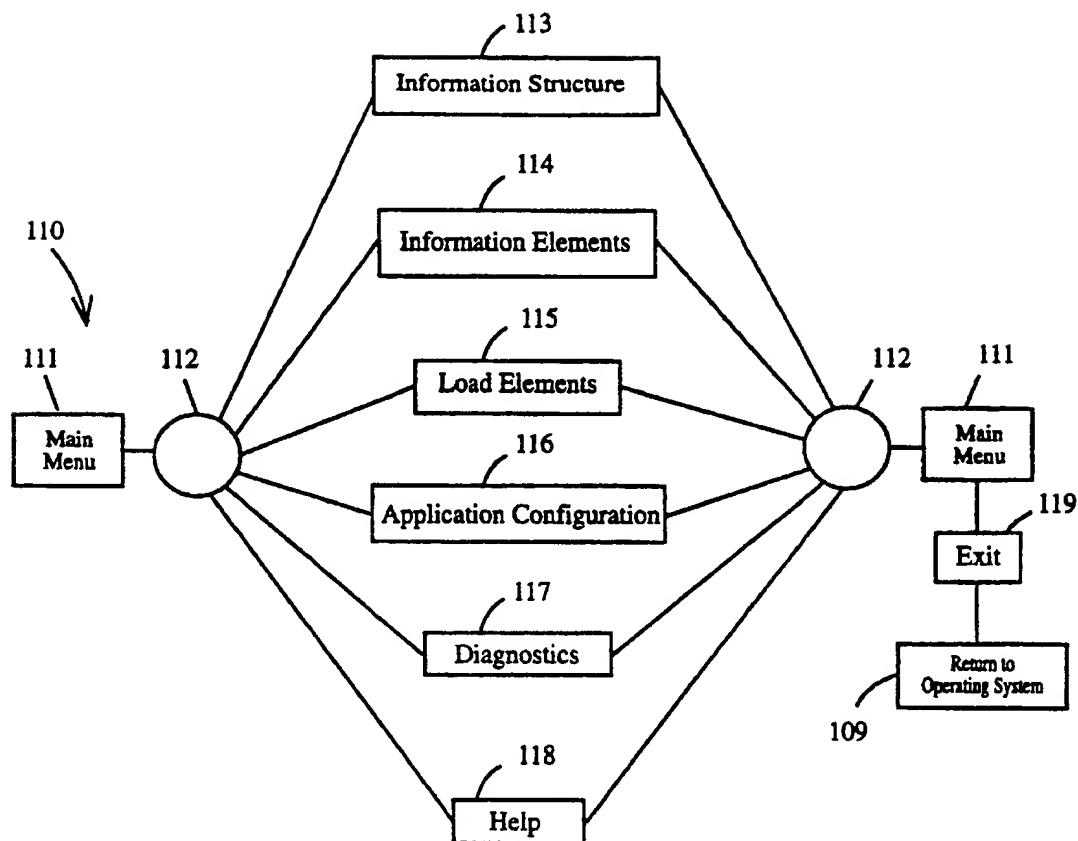 113
Information Structure
114
Information Elements
110
115
Load Elements
111
112
112
111
Main
Menu
Main
Menu
116
Application Configuration
119
Exit
117
Diagnostics
Return to
Operating System
109
118
Help